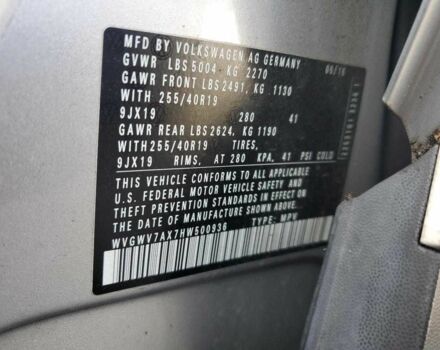 MFD BY VOLKSWAGEN AG GERMANY
GVWR LBS 5004 KG 2270
GAWR FRONT LBS 2491, KG 1130
WITH 255/40R19
9JX19 280 41
GAWR REAR LBS 2624, KG 1190
WITH 255/40R19 TIRES,
9JX19 RIMS, AT 280 KPA, 41 PSI COLD
THIS VEHICLE CONFORMS TO ALL APPLICABLE
U.S. FEDERAL MOTOR VEHICLE SAFETY AND
THEFT PREVENTION STANDARDS IN EFFECT ON
THE DATE OF MANUFACTURE SHOWN ABOVE.
WVGWV7AX7HW500936 TYPE: MPV